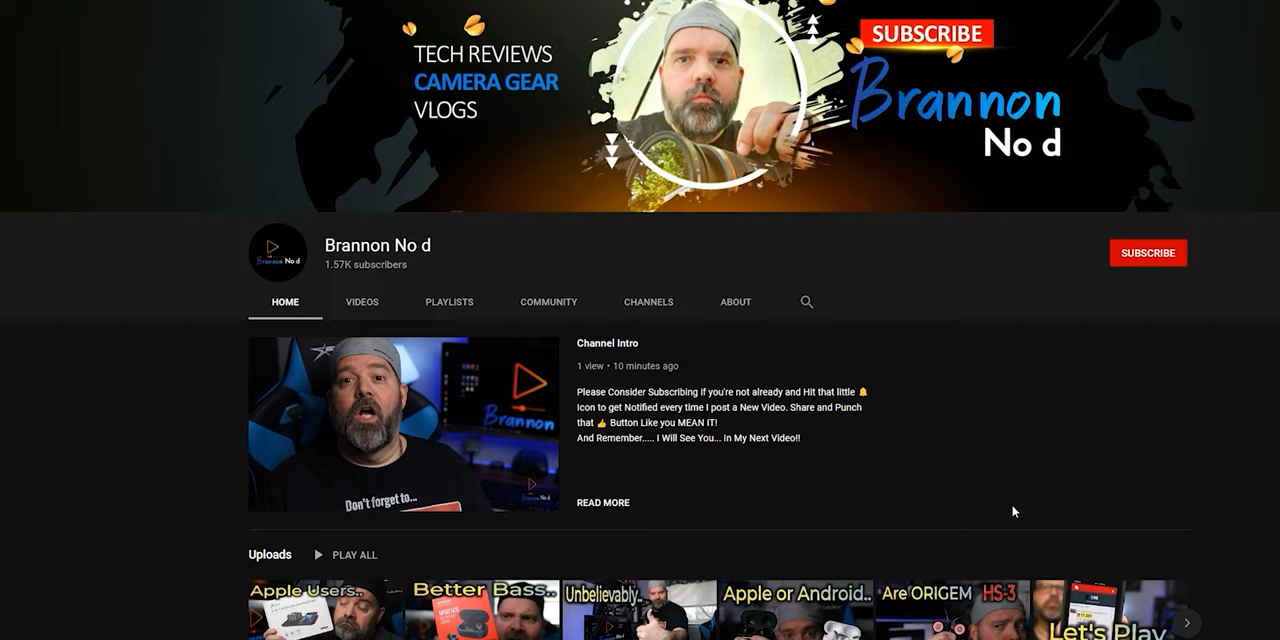 TECH REVIEWS
CAMERA GEAR
VLOGS
SUBSCRIBE
Brannon
No d
Brannon No d
Brannon No d
1.57K subscribers
SUBSCRIBE
HOME VIDEOS PLAYLISTS COMMUNITY CHANNELS ABOUT
Brannon
Don't forget to...
Brannon No d
Channel Intro
1 view • 10 minutes ago
Please Consider Subscribing if you're not already and Hit that little 🔔
Icon to get Notified every time I post a New Video. Share and Punch
that 👍 Button Like you MEAN IT!
And Remember..... I Will See You... In My Next Video!!
READ MORE
Uploads PLAY ALL
Apple Users..
Better Bass..
Unbelievably..
Apple or Android..
Are ORIGEM HS-3
Let's Play